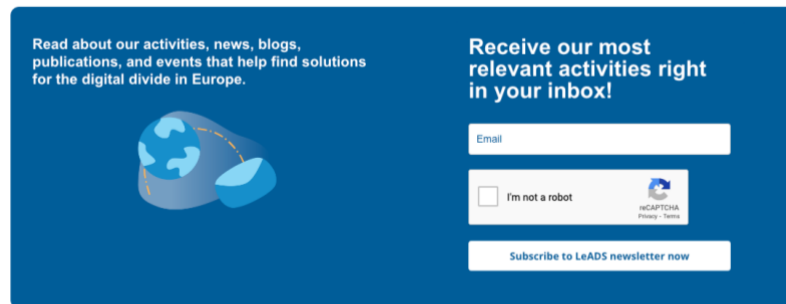 Read about our activities, news, blogs,
publications, and events that help find solutions
for the digital divide in Europe.
Receive our most
relevant activities right
in your inbox!
Email
I'm not a robot
reCAPTCHA
Privacy - Terms
Subscribe to LeADS newsletter now